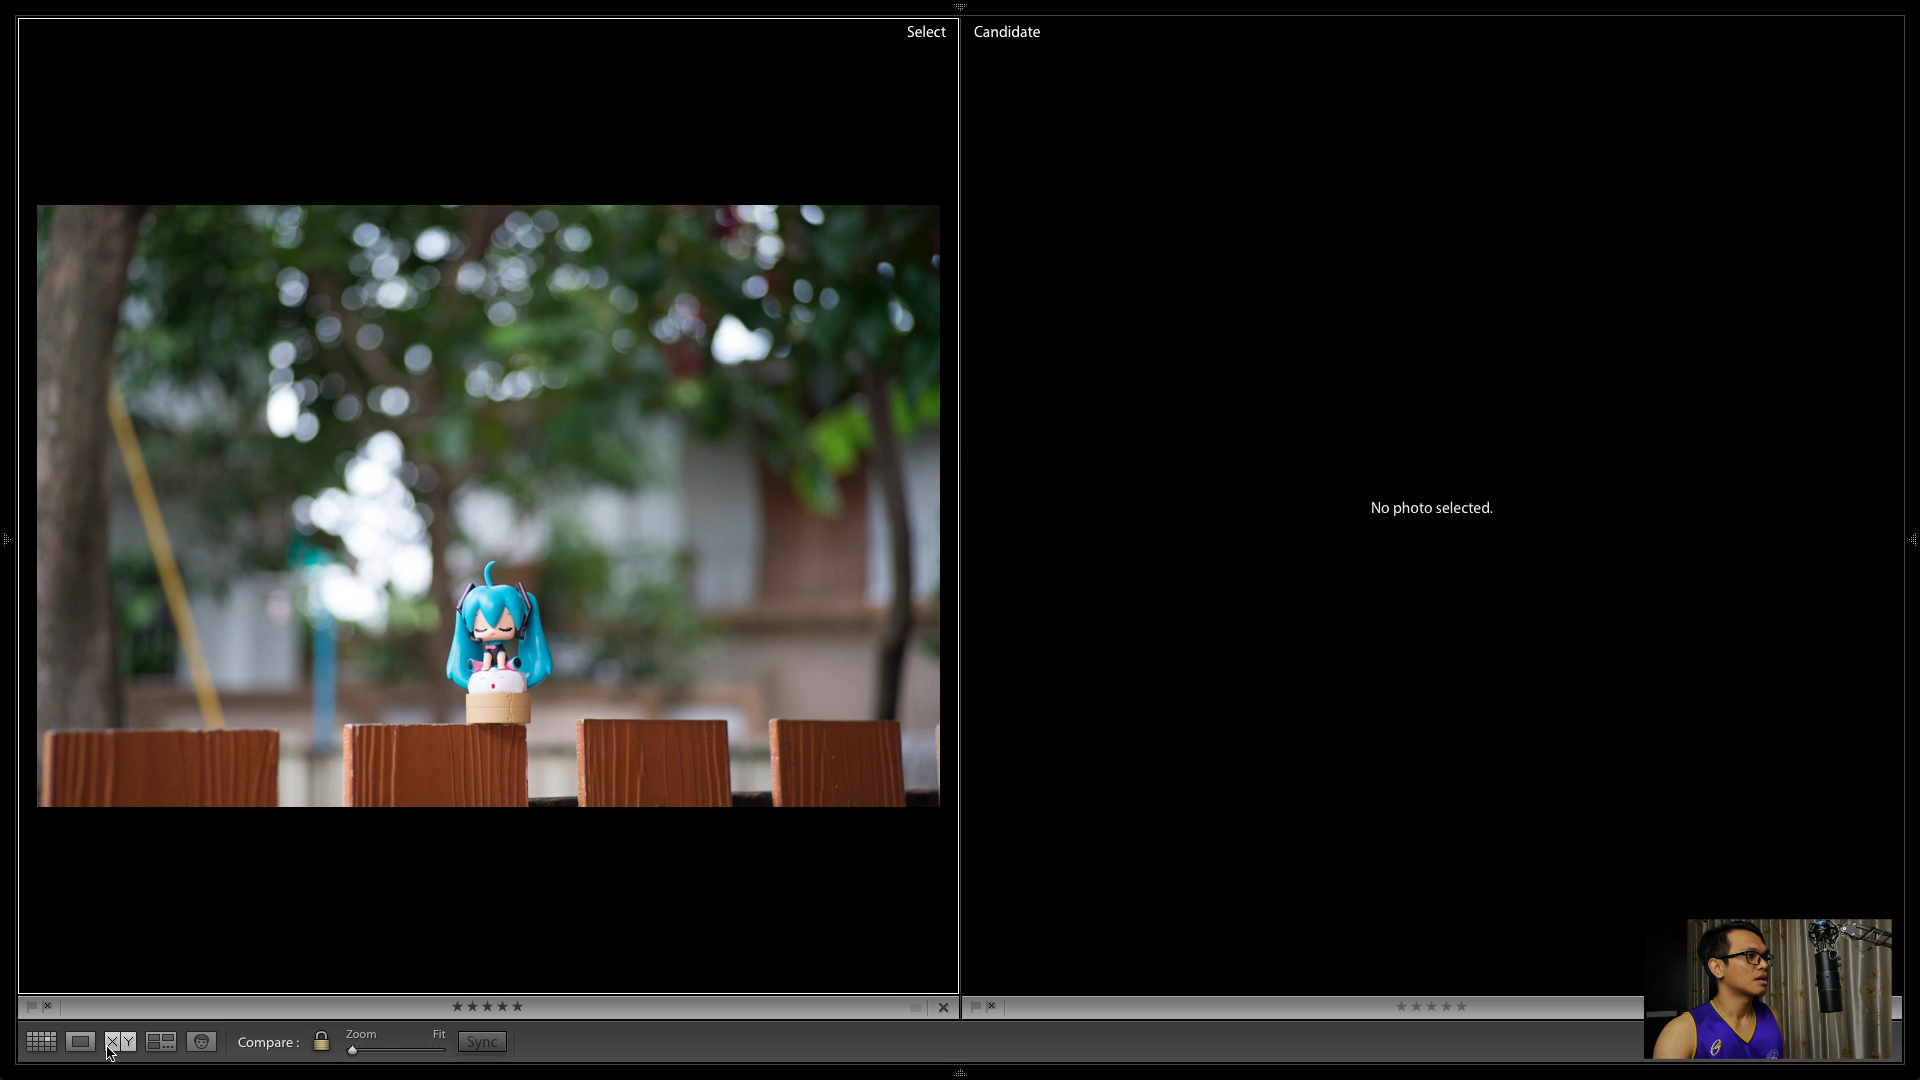 Select
Candidate
No photo selected.
Compare :
Zoom
Fit
Sync
X Y